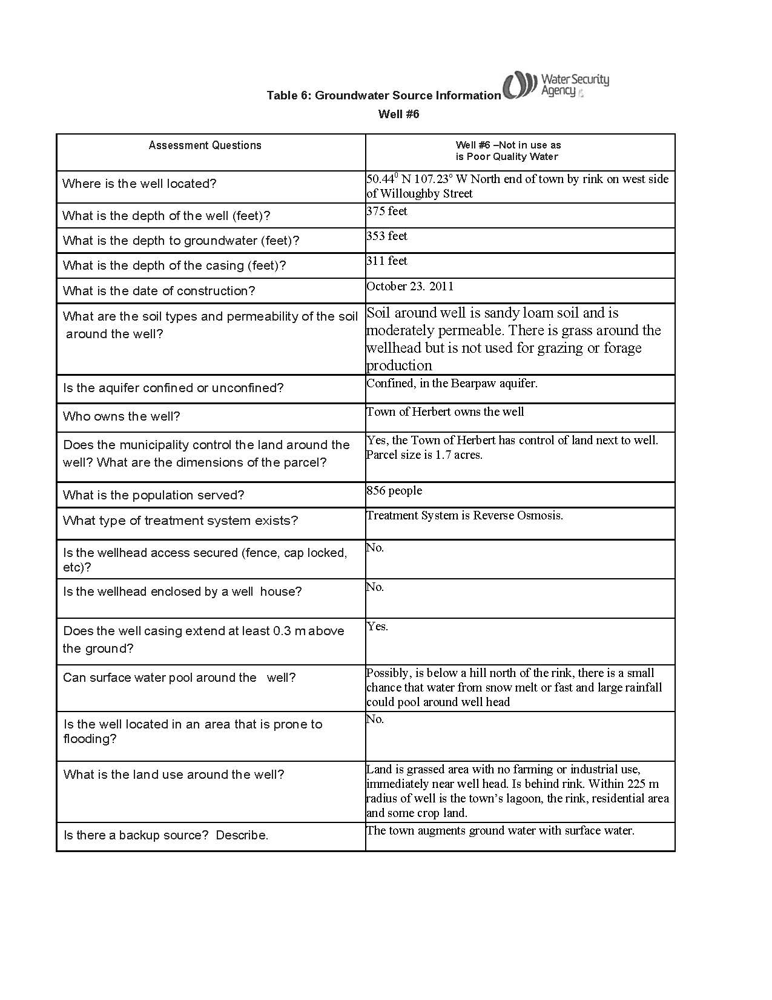 Water Security
Agency
Table 6: Groundwater Source Information
Well #6
Assessment Questions
Well #6 –Not in use as
is Poor Quality Water
Where is the well located?
50.44⁰ N 107.23º W North end of town by rink on west side
of Willoughby Street
What is the depth of the well (feet)?
375 feet
What is the depth to groundwater (feet)?
353 feet
What is the depth of the casing (feet)?
311 feet
What is the date of construction?
October 23. 2011
What are the soil types and permeability of the soil
around the well?
Soil around well is sandy loam soil and is
moderately permeable. There is grass around the
wellhead but is not used for grazing or forage
production
Is the aquifer confined or unconfined?
Confined, in the Bearpaw aquifer.
Who owns the well?
Town of Herbert owns the well
Does the municipality control the land around the
well? What are the dimensions of the parcel?
Yes, the Town of Herbert has control of land next to well.
Parcel size is 1.7 acres.
What is the population served?
856 people
What type of treatment system exists?
Treatment System is Reverse Osmosis.
Is the wellhead access secured (fence, cap locked,
etc)?
No.
Is the wellhead enclosed by a well house?
No.
Does the well casing extend at least 0.3 m above
the ground?
Yes.
Can surface water pool around the well?
Possibly, is below a hill north of the rink, there is a small
chance that water from snow melt or fast and large rainfall
could pool around well head
Is the well located in an area that is prone to
flooding?
No.
What is the land use around the well?
Land is grassed area with no farming or industrial use,
immediately near well head. Is behind rink. Within 225 m
radius of well is the town’s lagoon, the rink, residential area
and some crop land.
Is there a backup source? Describe.
The town augments ground water with surface water.